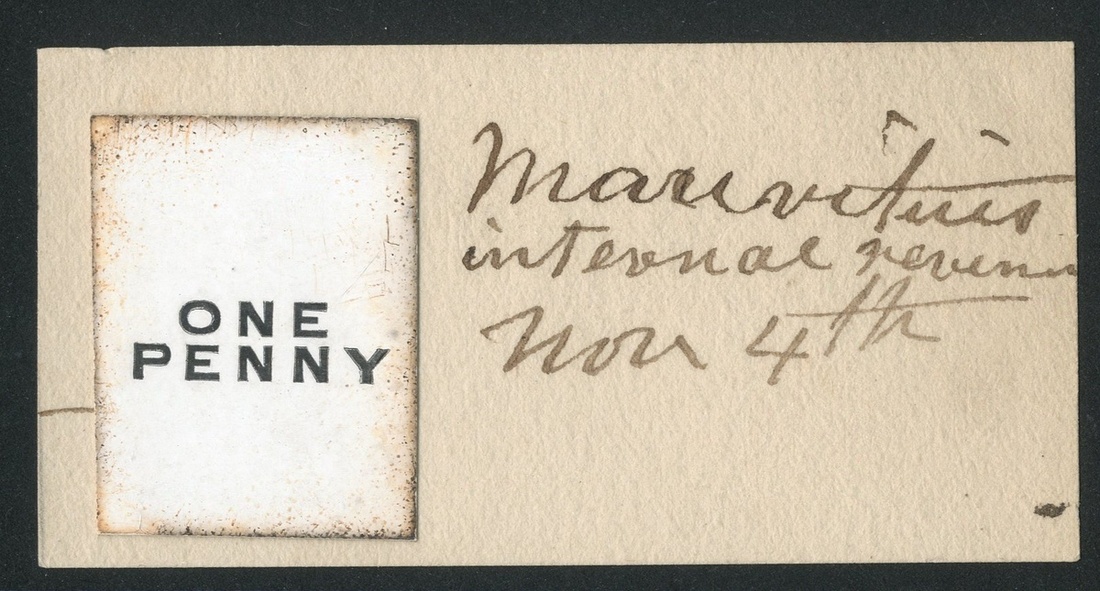 ONE
PENNY
Mauritius
internal revenue
Nov 4th